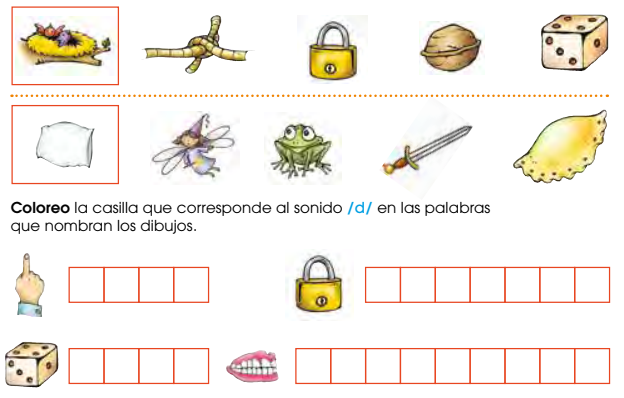 Coloreo la casilla que corresponde al sonido /d/ en las palabras
que nombran los dibujos.